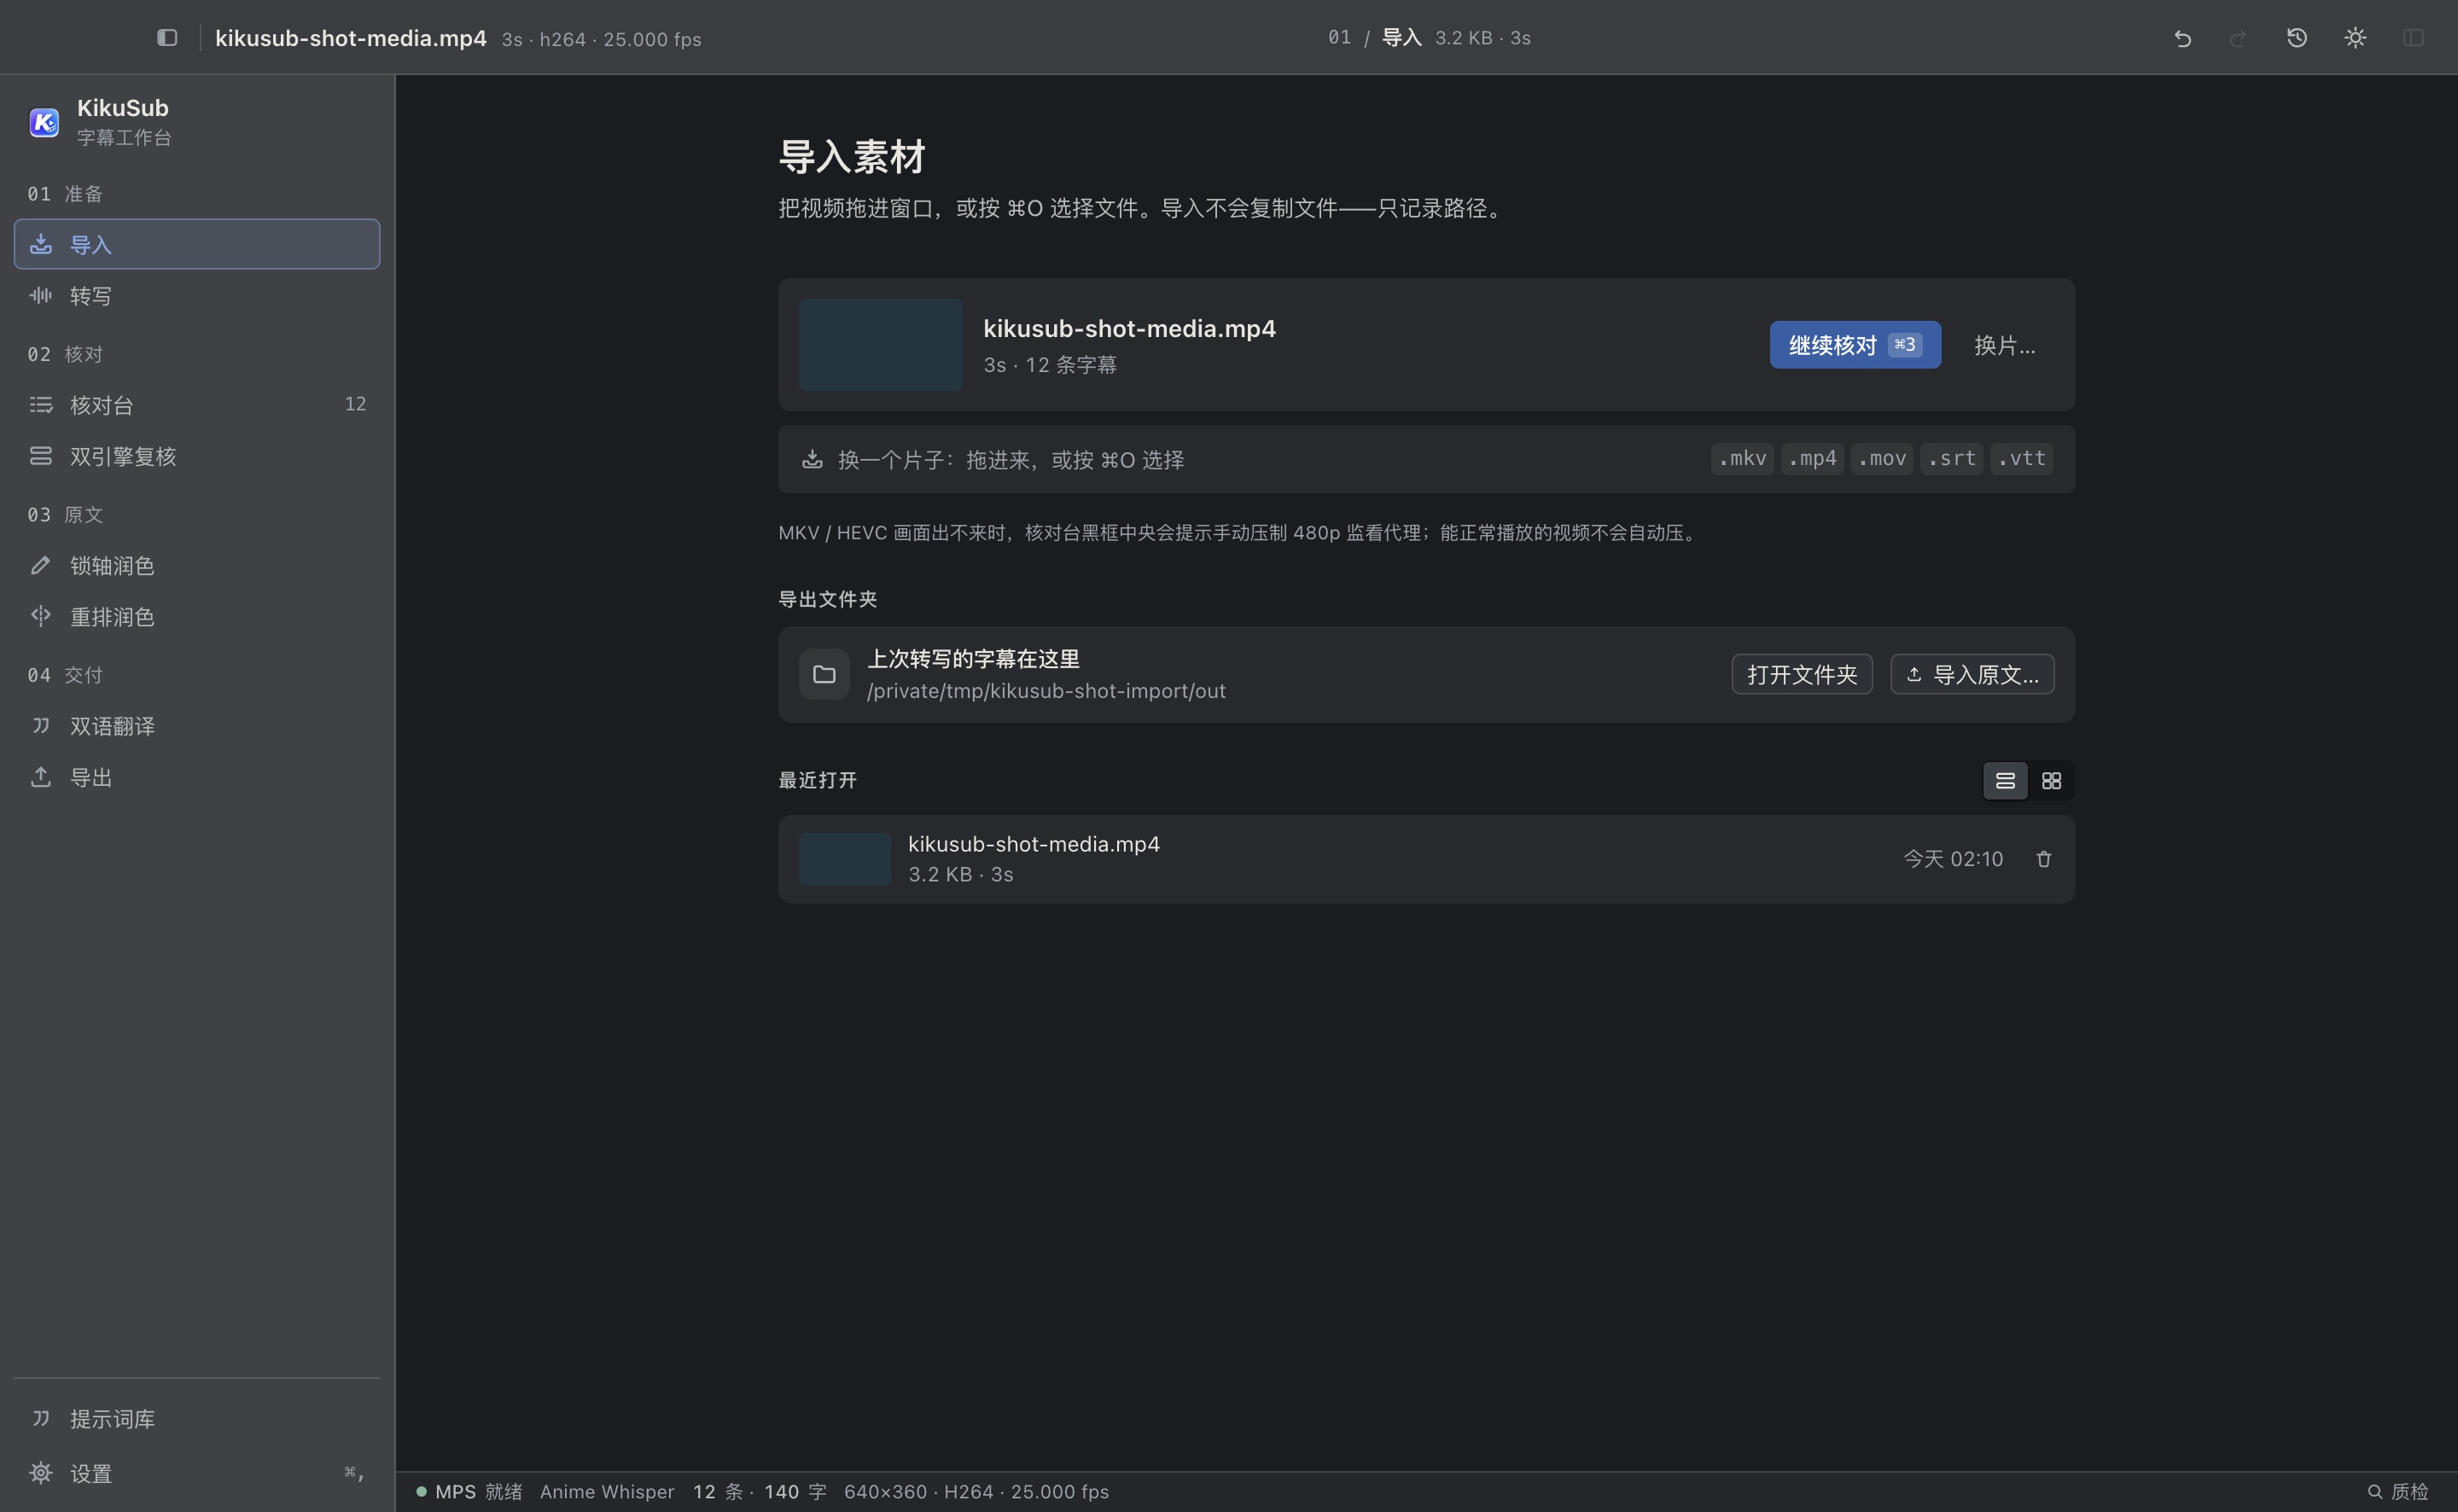 kikusub-shot-media.mp4 3s · h264 · 25.000 fps
01 / 导入 3.2 KB · 3s
KikuSub
字幕工作台
01 准备
导入
转写
02 核对
核对台 12
双引擎复核
03 原文
锁轴润色
重排润色
04 交付
双语翻译
导出
提示词库
设置 ⌘,
导入素材
把视频拖进窗口，或按 ⌘O 选择文件。导入不会复制文件——只记录路径。
kikusub-shot-media.mp4
3s · 12 条字幕
继续核对 ⌘3 换片…
换一个片子：拖进来，或按 ⌘O 选择 .mkv .mp4 .mov .srt .vtt
MKV / HEVC 画面出不来时，核对台黑框中央会提示手动压制 480p 监看代理；能正常播放的视频不会自动压。
导出文件夹
上次转写的字幕在这里
/private/tmp/kikusub-shot-import/out
打开文件夹 导入原文…
最近打开
kikusub-shot-media.mp4
3.2 KB · 3s
今天 02:10
MPS 就绪 Anime Whisper 12 条 · 140 字 640×360 · H264 · 25.000 fps 质检